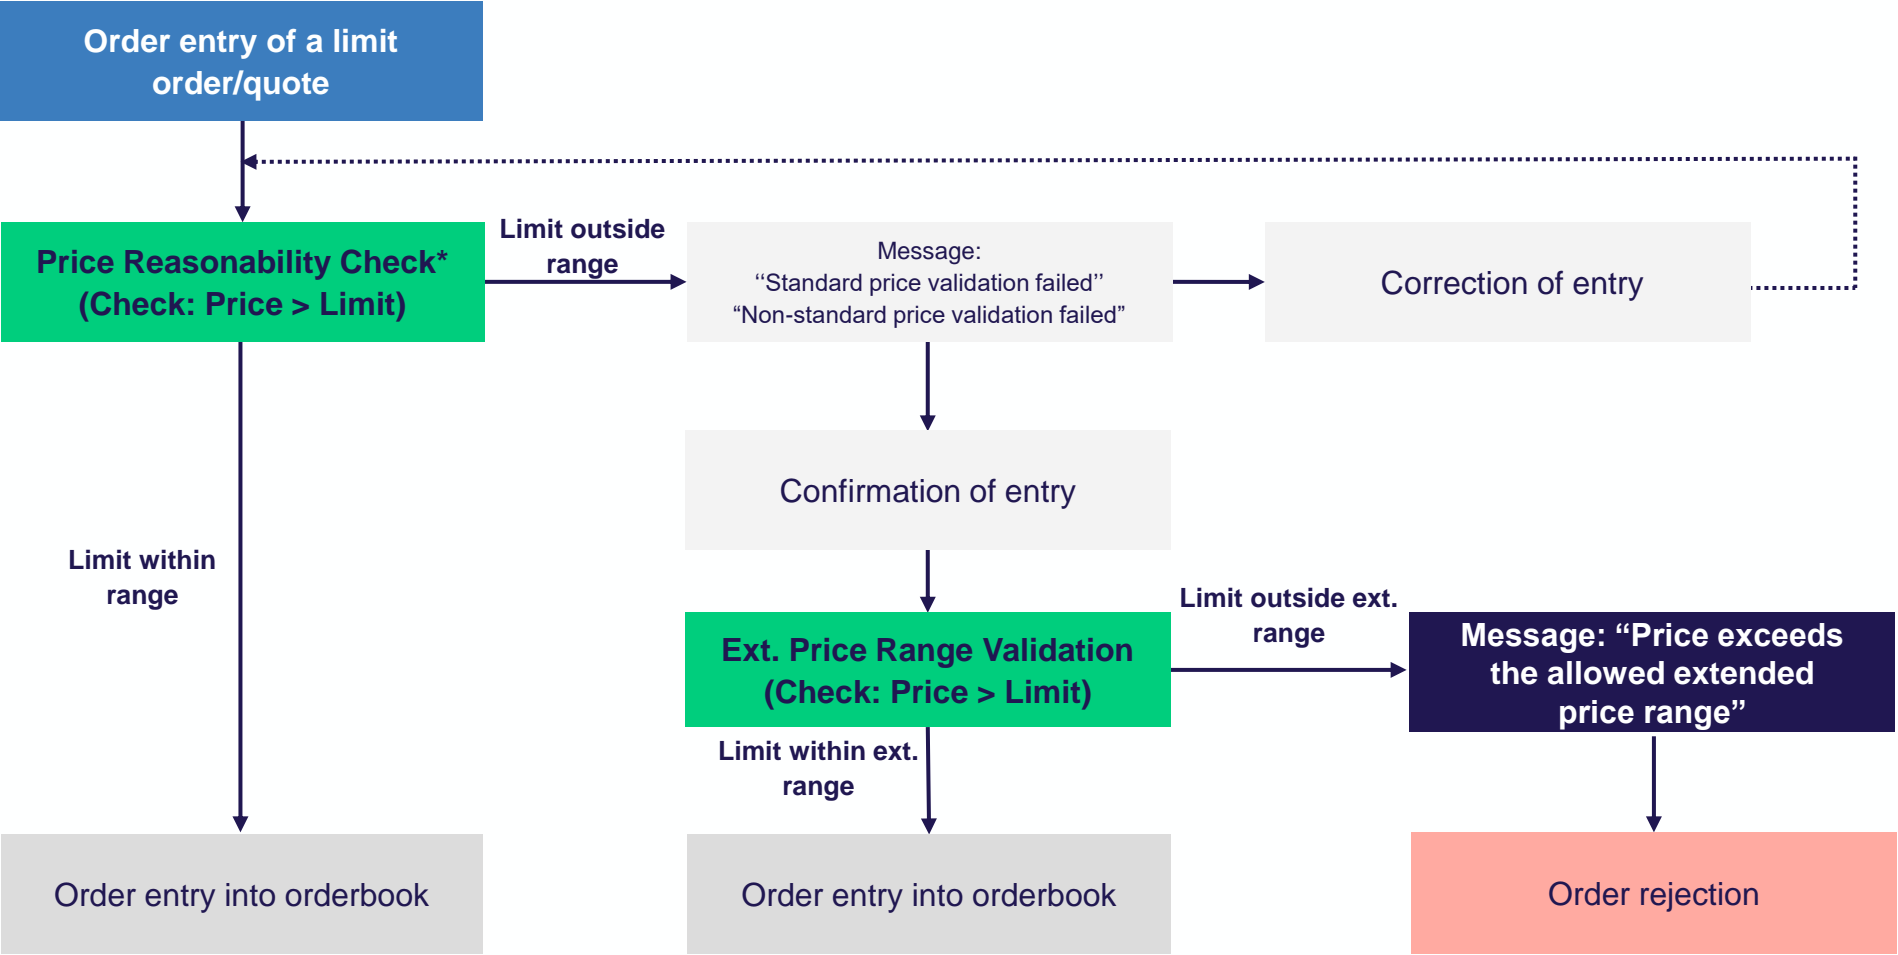 Order entry of a limit
order/quote
Limit outside
range
Price Reasonability Check*
(Check: Price > Limit)
Message:
‘‘Standard price validation failed’’
“Non-standard price validation failed”
Correction of entry
Confirmation of entry
Limit within
range
Limit outside ext.
range
Ext. Price Range Validation
(Check: Price > Limit)
Message: “Price exceeds
the allowed extended
price range”
Limit within ext.
range
Order entry into orderbook
Order entry into orderbook
Order rejection